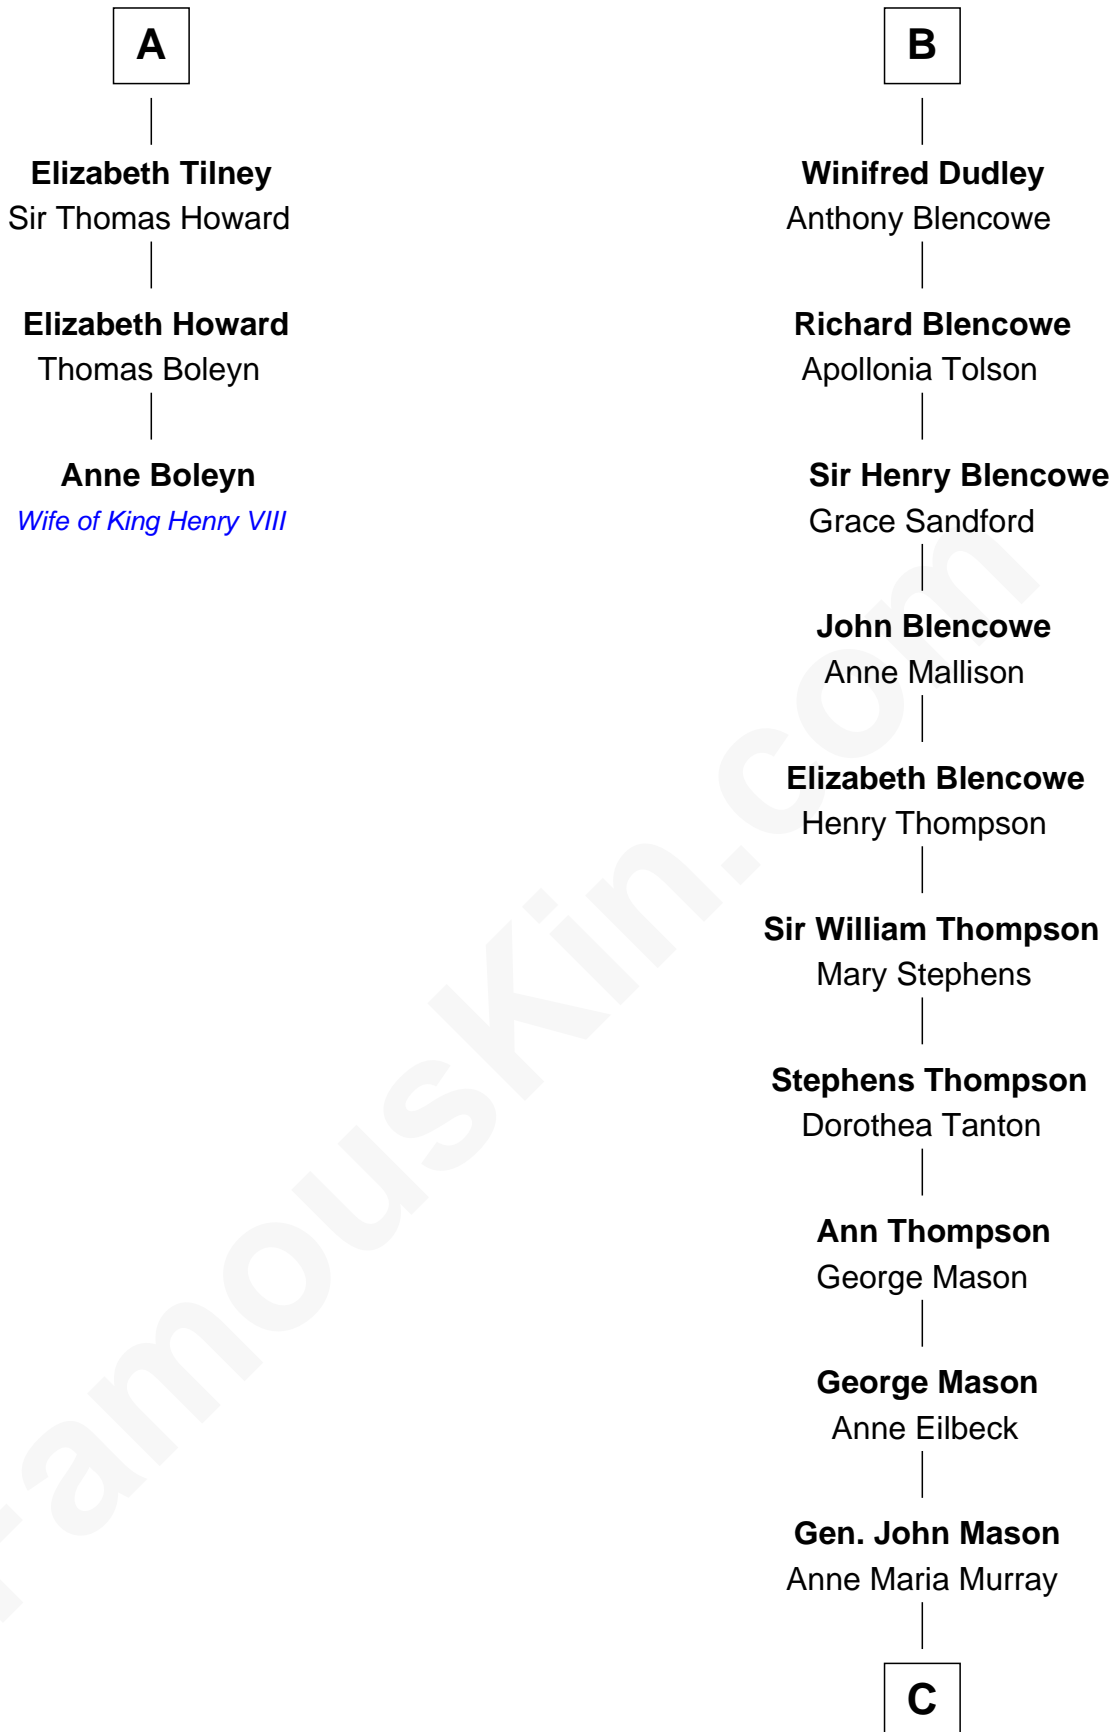 A
Elizabeth Tilney
Sir Thomas Howard
Elizabeth Howard
Thomas Boleyn
Anne Boleyn
Wife of King Henry VIII
B
Winifred Dudley
Anthony Blencowe
Richard Blencowe
Apollonia Tolson
Sir Henry Blencowe
Grace Sandford
John Blencowe
Anne Mallison
Elizabeth Blencowe
Henry Thompson
Sir William Thompson
Mary Stephens
Stephens Thompson
Dorothea Tanton
Ann Thompson
George Mason
George Mason
Anne Eilbeck
Gen. John Mason
Anne Maria Murray
C
FamousKin.com